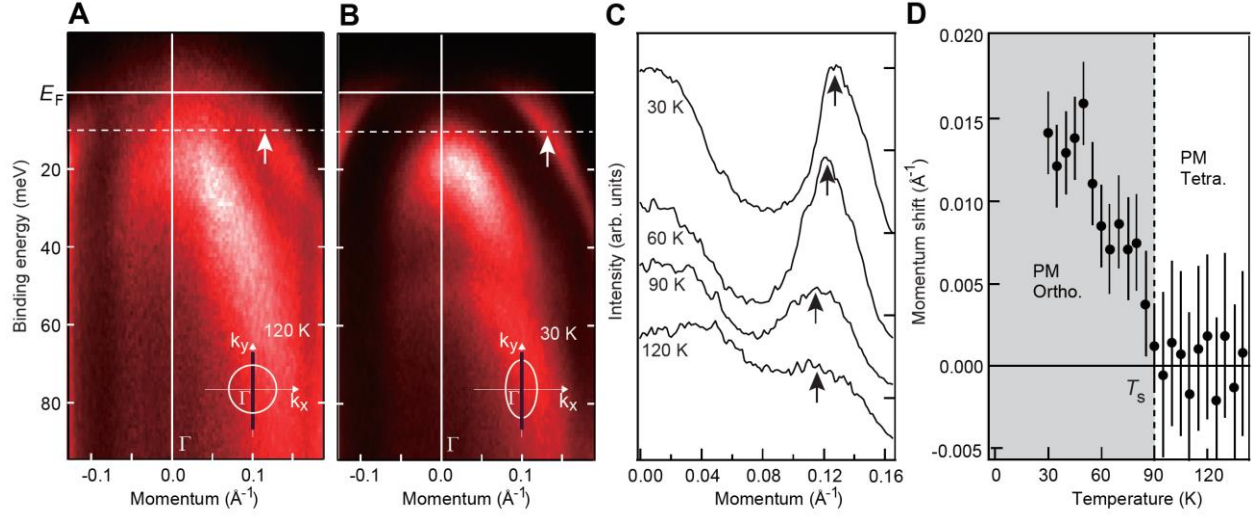 A
B
C
D
E_F
20
40
60
80
Binding energy (meV)
120 K
k_y
k_x
Γ
Γ
-0.1
0.0
0.1
Momentum (Å⁻¹)
30 K
k_y
k_x
Γ
Γ
-0.1
0.0
0.1
Momentum (Å⁻¹)
Intensity (arb. units)
30 K
60 K
90 K
120 K
0.00
0.04
0.08
0.12
0.16
Momentum (Å⁻¹)
Momentum shift (Å⁻¹)
0.020
0.015
0.010
0.005
0.000
-0.005
PM
Tetra.
PM
Ortho.
T_s
0
30
60
90
120
Temperature (K)